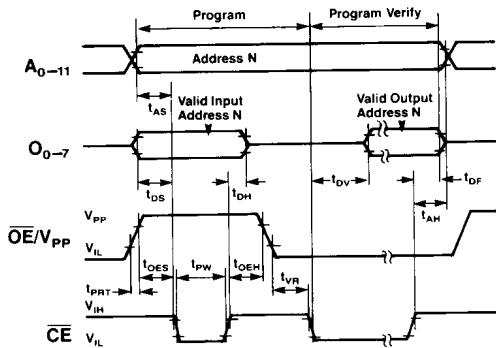 Program
Program Verify
A0–11
Address N
tAS
Valid Input
Address N
Valid Output
Address N
O0–7
tDS
tDH
tDV
tDF
tAH
VPP
OE/VPP
VIL
tOES
tPW
tOEH
tPRT
tVR
VIH
CE
VIL